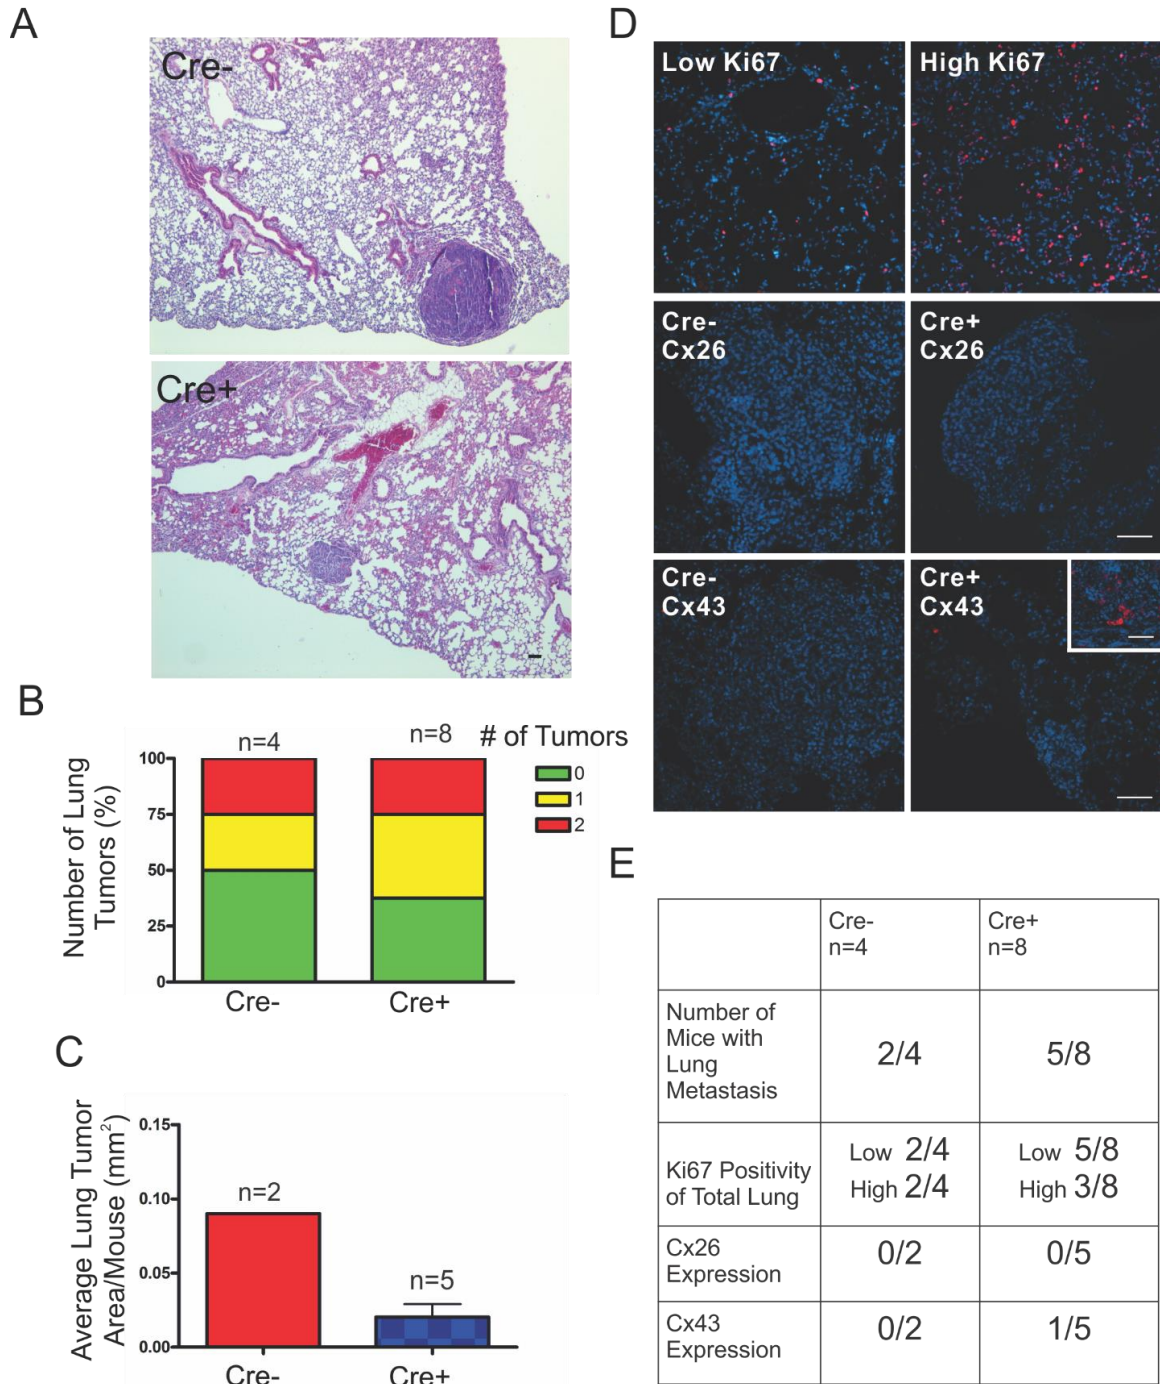 A
Cre-
Cre+
B
n=4
n=8
# of Tumors
0
1
2
100
75
50
25
0
Number of Lung
Tumors (%)
Cre-
Cre+
C
0.15
0.10
0.05
0.00
Average Lung Tumor
Area/Mouse (mm²)
n=2
n=5
Cre-
Cre+
D
Low Ki67
High Ki67
Cre-
Cx26
Cre+
Cx26
Cre-
Cx43
Cre+
Cx43
E
Cre-
n=4
Cre+
n=8
Number of
Mice with
Lung
Metastasis
2/4
5/8
Ki67 Positivity
of Total Lung
Low 2/4
High 2/4
Low 5/8
High 3/8
Cx26
Expression
0/2
0/5
Cx43
Expression
0/2
1/5